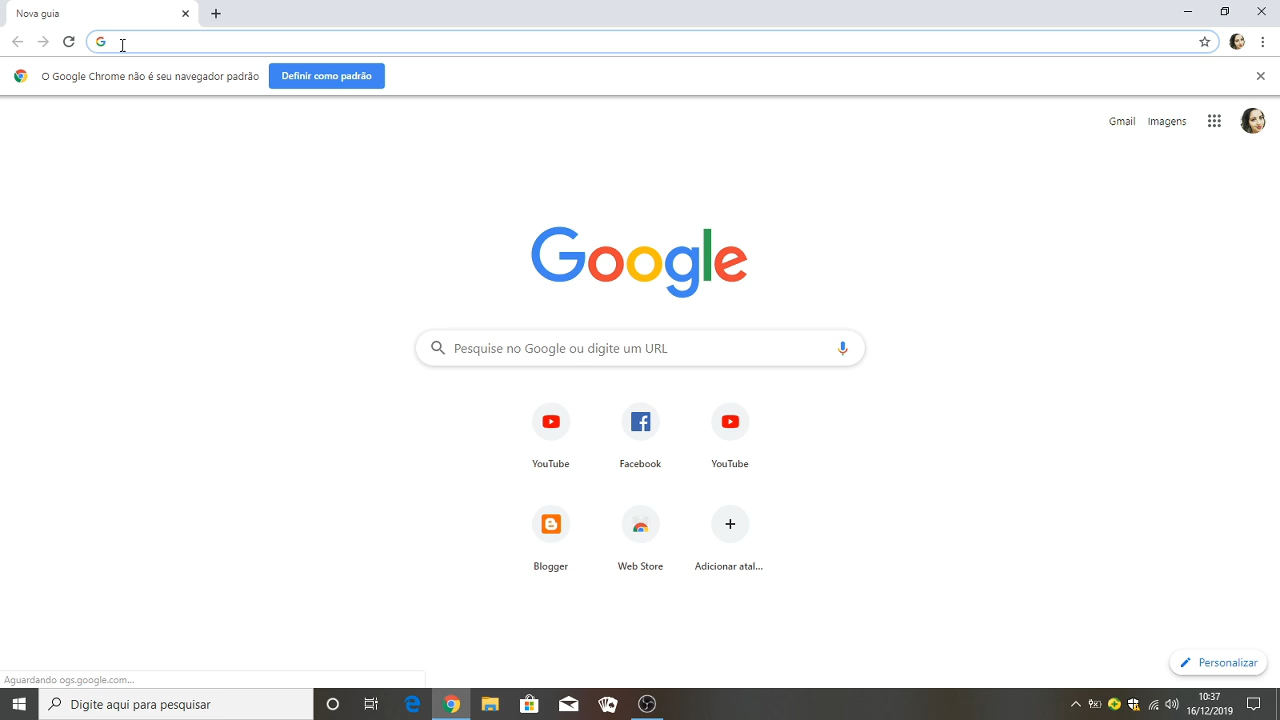 Nova guia
O Google Chrome não é seu navegador padrão Definir como padrão
Gmail Imagens
Google
Pesquise no Google ou digite um URL
YouTube Facebook YouTube
Blogger Web Store Adicionar atal...
Personalizar
Aguardando ogs.google.com...
Digite aqui para pesquisar
10:37
16/12/2019